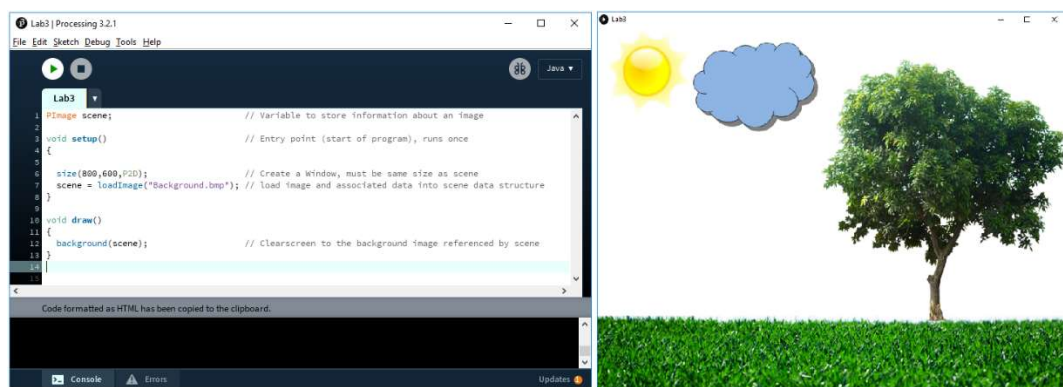 Lab3 | Processing 3.2.1
File Edit Sketch Debug Tools Help
Java ▼
Lab3 ▼
1 PImage scene; // Variable to store information about an image
2
3 void setup() // Entry point (start of program), runs once
4 {
5
6 size(800,600,P2D); // Create a Window, must be same size as scene
7 scene = loadImage("Background.bmp"); // load image and associated data into scene data structure
8 }
9
10 void draw()
11 {
12 background(scene); // Clearscreen to the background image referenced by scene
13 }
14
15
Code formatted as HTML has been copied to the clipboard.
Console Errors Updates 1
Lab3